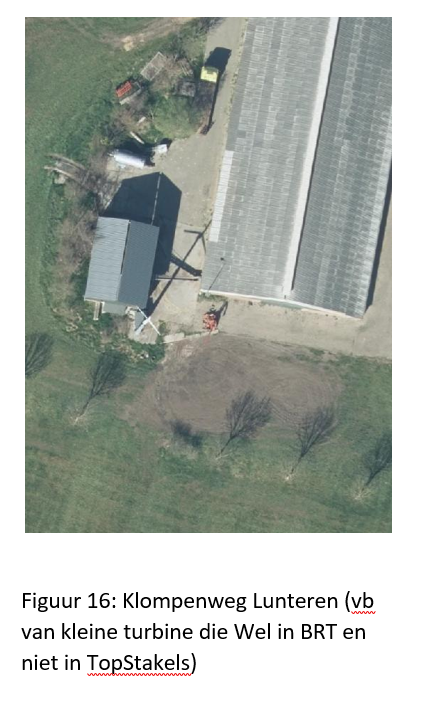 Figuur 16: Klompenweg Lunteren (vb
van kleine turbine die Wel in BRT en
niet in TopStakels)